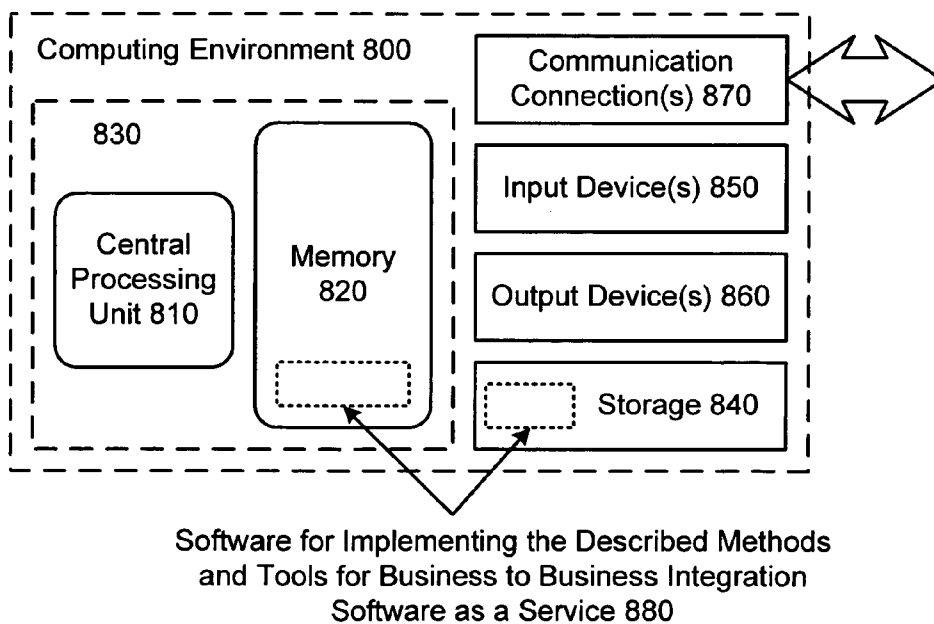 Computing Environment 800
830
Central
Processing
Unit 810
Memory
820
Communication
Connection(s) 870
Input Device(s) 850
Output Device(s) 860
Storage 840
Software for Implementing the Described Methods
and Tools for Business to Business Integration
Software as a Service 880